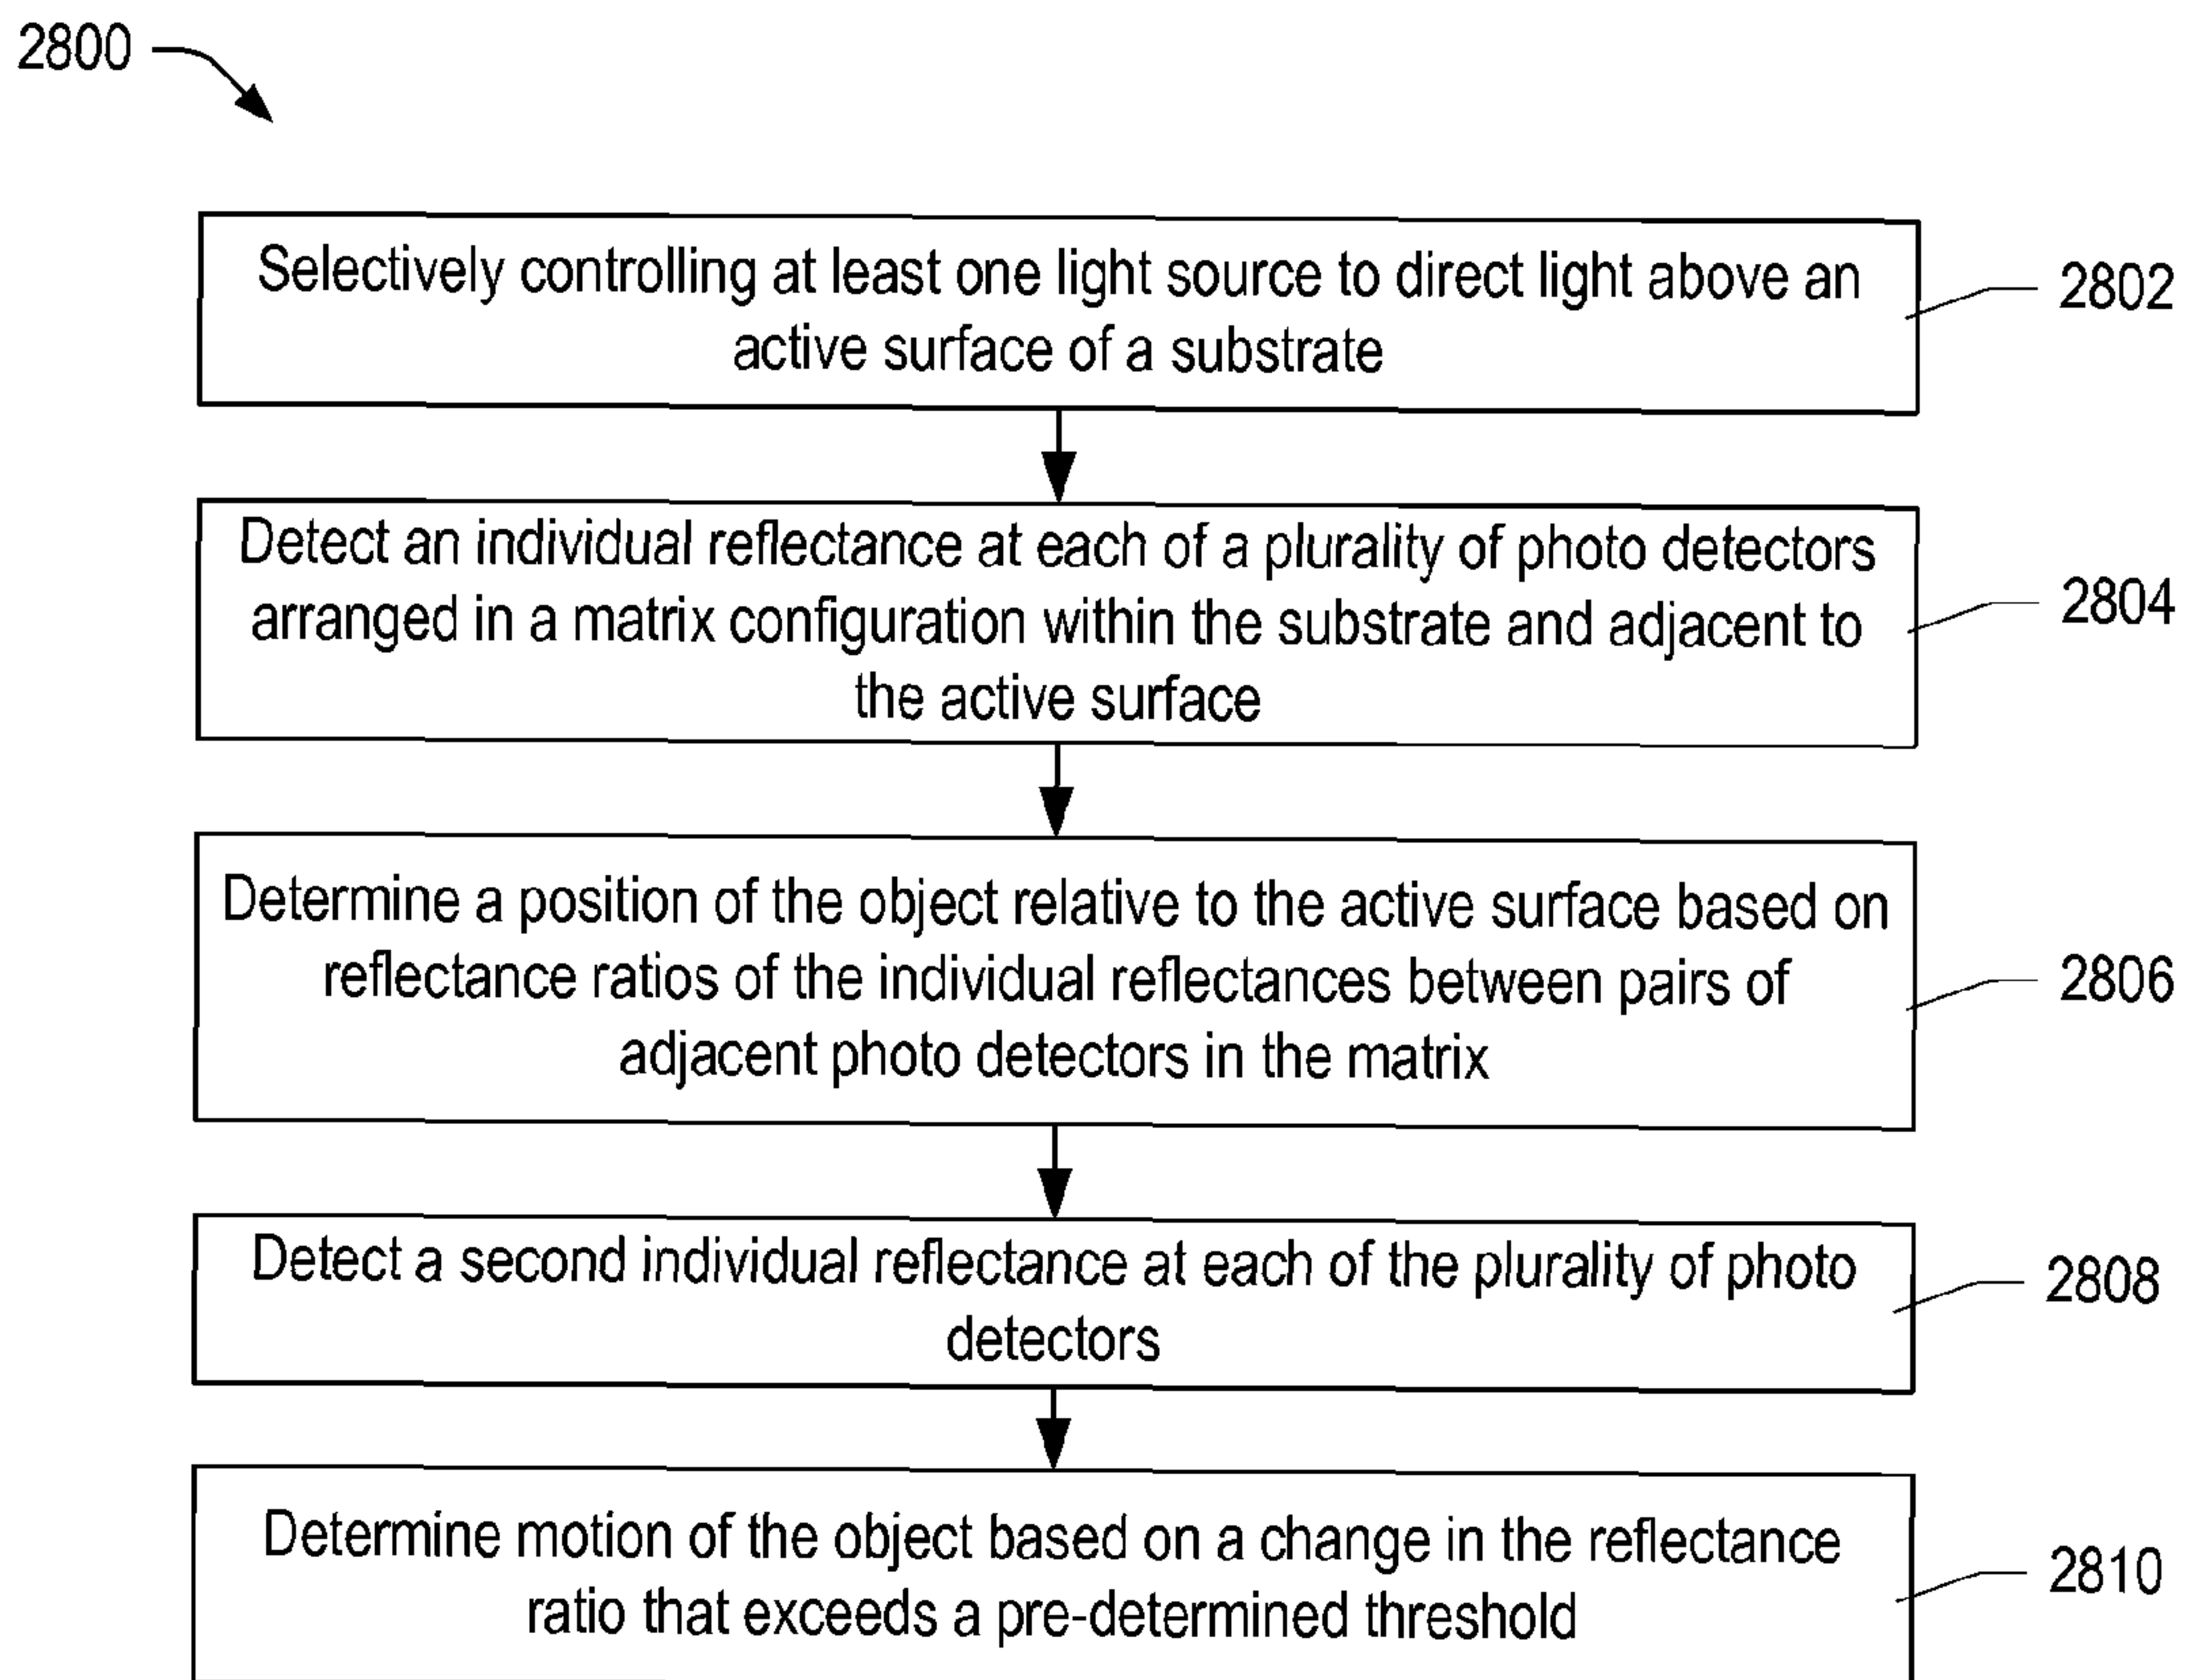 2800
Selectively controlling at least one light source to direct light above an
active surface of a substrate
2802
Detect an individual reflectance at each of a plurality of photo detectors
arranged in a matrix configuration within the substrate and adjacent to
the active surface
2804
Determine a position of the object relative to the active surface based on
reflectance ratios of the individual reflectances between pairs of
adjacent photo detectors in the matrix
2806
Detect a second individual reflectance at each of the plurality of photo
detectors
2808
Determine motion of the object based on a change in the reflectance
ratio that exceeds a pre-determined threshold
2810